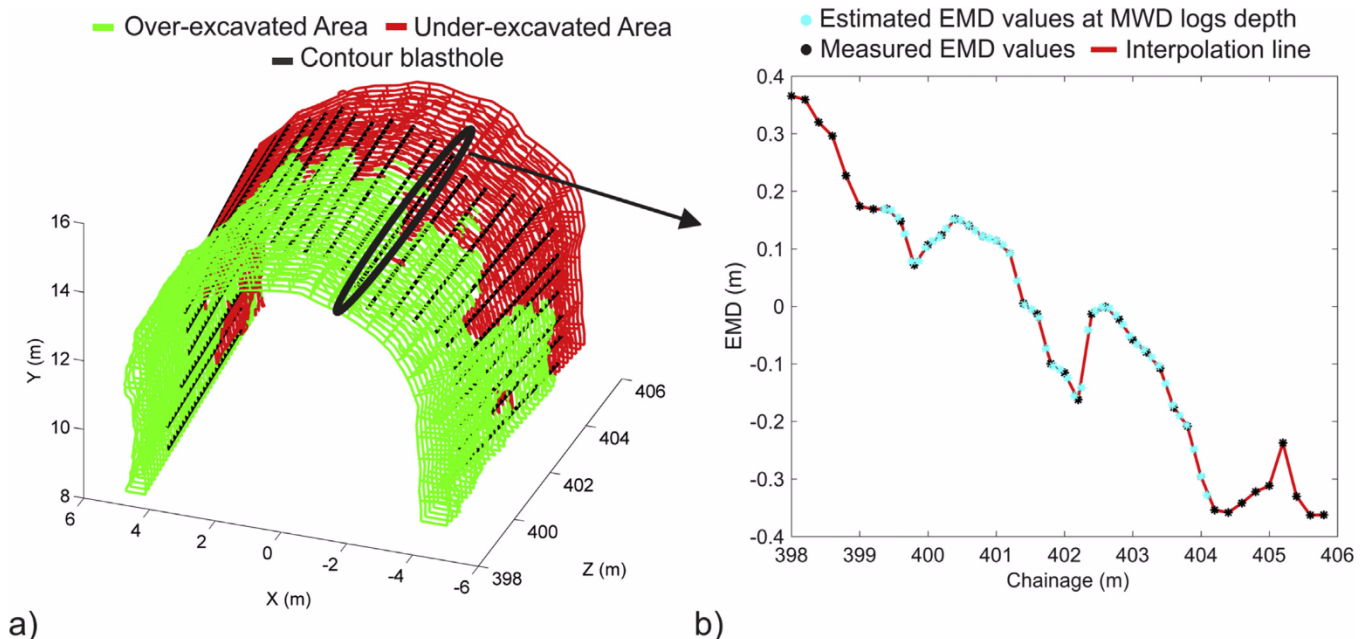 Over-excavated Area Under-excavated Area
Contour blasthole
16
14
12
10
8
Y (m)
6
4
2
0
-2
-4
-6
X (m)
398
400
402
404
406
Z (m)
a)
Estimated EMD values at MWD logs depth
Measured EMD values Interpolation line
0.4
0.3
0.2
0.1
0
-0.1
-0.2
-0.3
-0.4
EMD (m)
398 399 400 401 402 403 404 405 406
Chainage (m)
b)